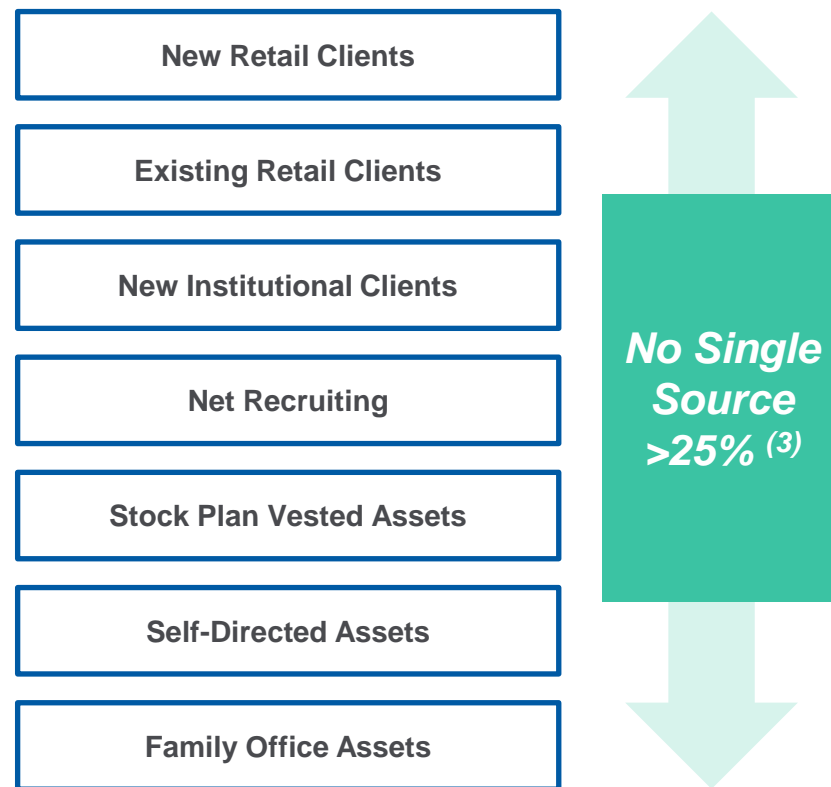 New Retail Clients
Existing Retail Clients
New Institutional Clients
Net Recruiting
Stock Plan Vested Assets
Self-Directed Assets
Family Office Assets
No Single
Source
>25% (3)